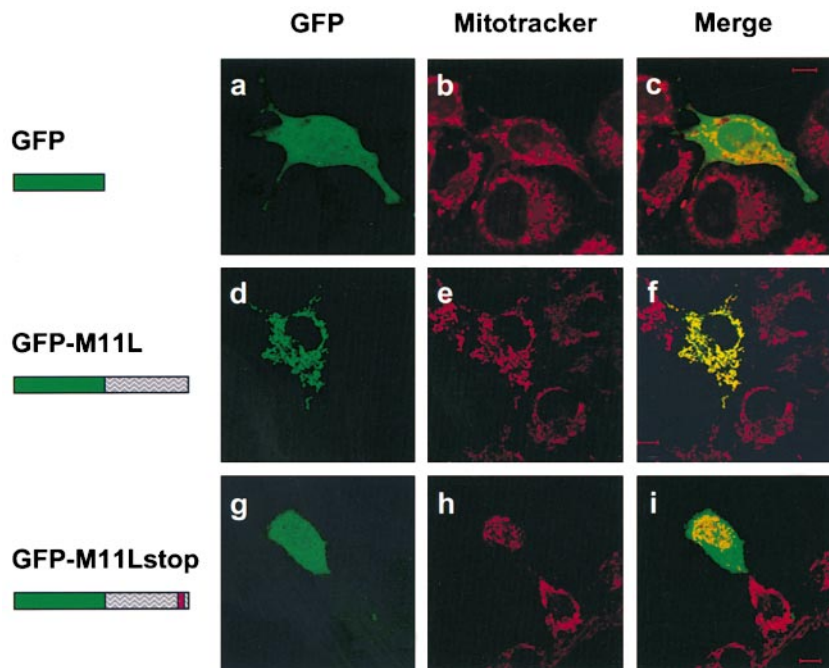 GFP Mitotracker Merge
a b c
GFP
d e f
GFP-M11L
g h i
GFP-M11Lstop